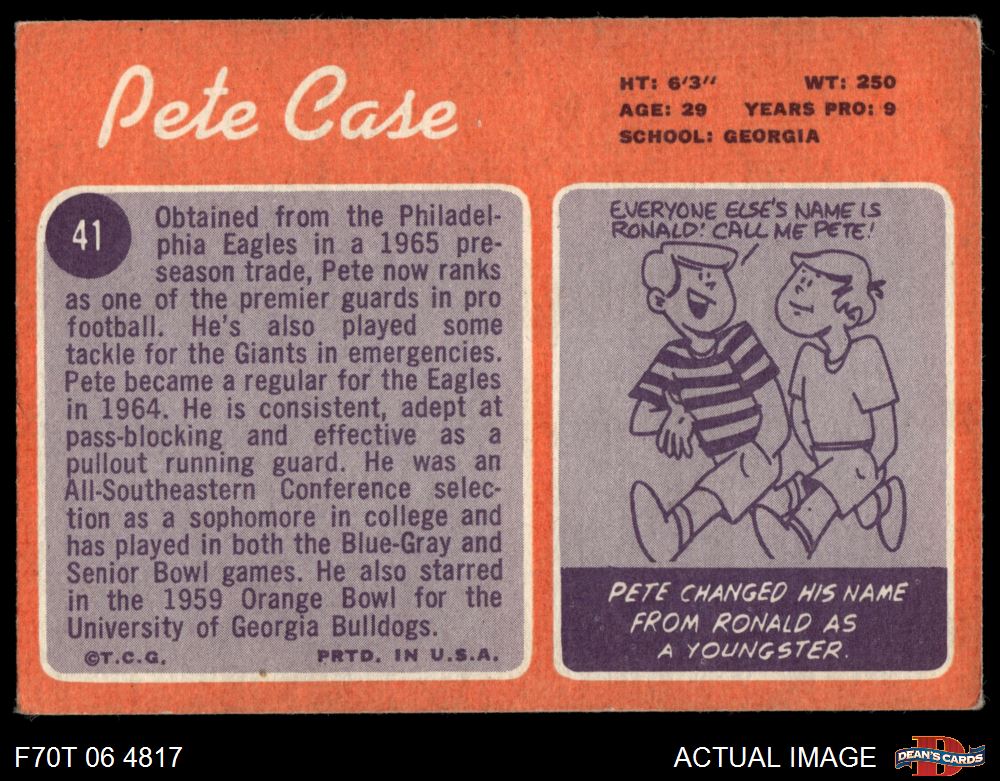 Pete Case
HT: 6'3" WT: 250
AGE: 29 YEARS PRO: 9
SCHOOL: GEORGIA
41
Obtained from the Philadel-
phia Eagles in a 1965 pre-
season trade, Pete now ranks
as one of the premier guards in pro
football. He's also played some
tackle for the Giants in emergencies.
Pete became a regular for the Eagles
in 1964. He is consistent, adept at
pass-blocking and effective as a
pullout running guard. He was an
All-Southeastern Conference selec-
tion as a sophomore in college and
has played in both the Blue-Gray and
Senior Bowl games. He also starred
in the 1959 Orange Bowl for the
University of Georgia Bulldogs.
©T.C.G. PRTD. IN U.S.A.
EVERYONE ELSE'S NAME IS
RONALD! CALL ME PETE!
PETE CHANGED HIS NAME
FROM RONALD AS
A YOUNGSTER.
F70T 06 4817
ACTUAL IMAGE
D
DEAN'S CARDS